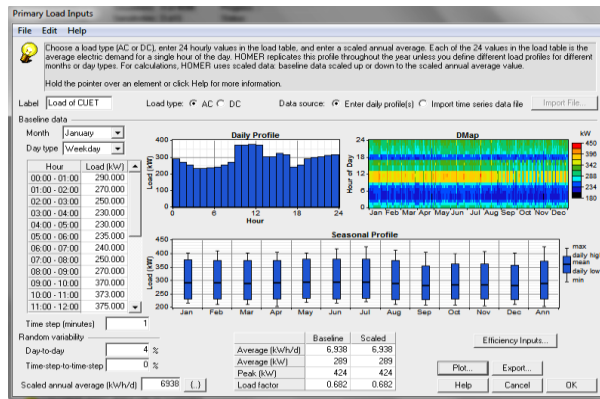 Primary Load Inputs
File Edit Help
Choose a load type (AC or DC), enter 24 hourly values in the load table, and enter a scaled annual average. Each of the 24 values in the load table is the
average electric demand for a single hour of the day. HOMER replicates this profile throughout the year unless you define different load profiles for different
months or day types. For calculations, HOMER uses scaled data: baseline data scaled up or down to the scaled annual average value.
Hold the pointer over an element or click Help for more information.
Label Load of CUET Load type: AC DC Data source: Enter daily profile(s) Import time series data file Import File...
Baseline data
Month January
Day type Weekday
Hour Load (kW)
00:00 - 01:00 290.000
01:00 - 02:00 270.000
02:00 - 03:00 250.000
03:00 - 04:00 230.000
04:00 - 05:00 230.000
05:00 - 06:00 235.000
06:00 - 07:00 240.000
07:00 - 08:00 250.000
08:00 - 09:00 270.000
09:00 - 10:00 370.000
10:00 - 11:00 373.000
11:00 - 12:00 375.000
Time step (minutes) 1
Random variability
Day-to-day 4 %
Time-step-to-time-step 0 %
Scaled annual average (kWh/d) 6938 {..}
Daily Profile
Load (kW)
400
300
200
100
0
0 6 12 18 24
Hour
DMap
Hour of Day
24
18
12
6
0
Jan Feb Mar Apr May Jun Jul Aug Sep Oct Nov Dec
kW
450
396
342
288
234
180
Seasonal Profile
Load (kW)
450
400
350
300
250
200
Jan Feb Mar Apr May Jun Jul Aug Sep Oct Nov Dec Ann
max
daily high
mean
daily low
min
Baseline Scaled
Average (kWh/d) 6,938 6,938
Average (kW) 289 289
Peak (kW) 424 424
Load factor 0.682 0.682
Efficiency Inputs...
Plot... Export...
Help Cancel OK